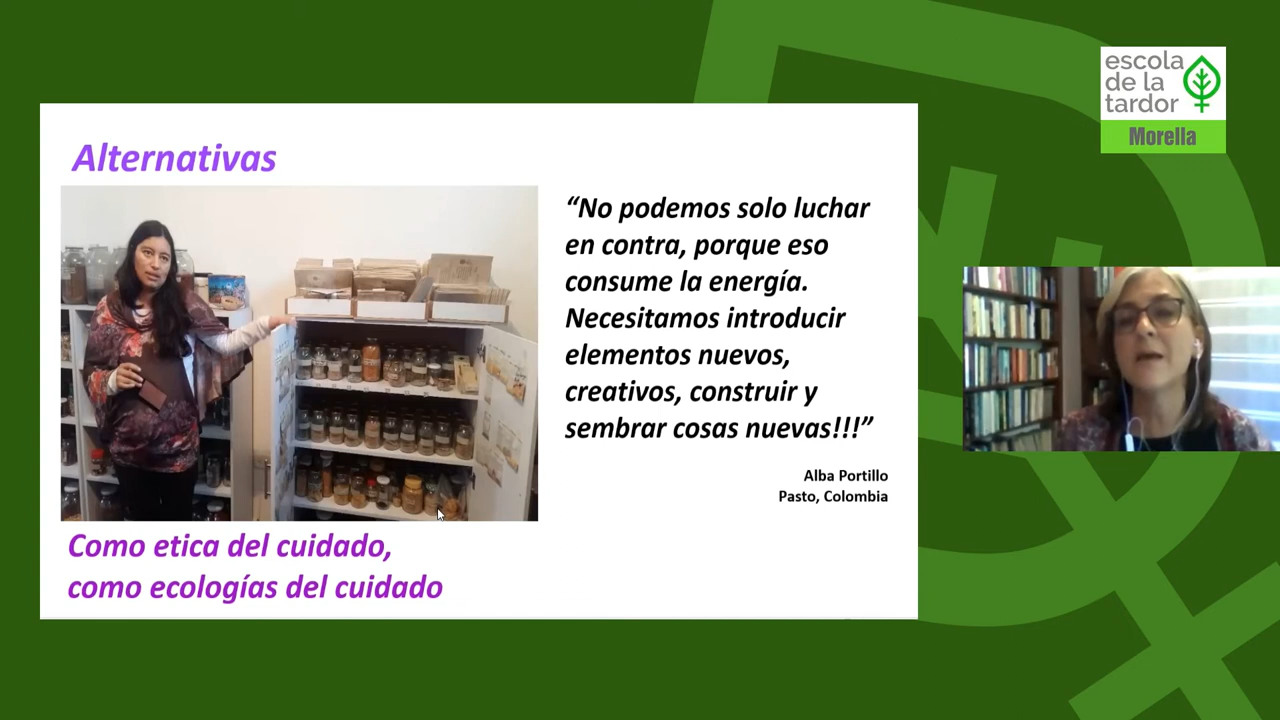 escola
de la
tardor
Morella
Alternativas
“No podemos solo luchar
en contra, porque eso
consume la energía.
Necesitamos introducir
elementos nuevos,
creativos, construir y
sembrar cosas nuevas!!!”
Alba Portillo
Pasto, Colombia
Como etica del cuidado,
como ecologías del cuidado